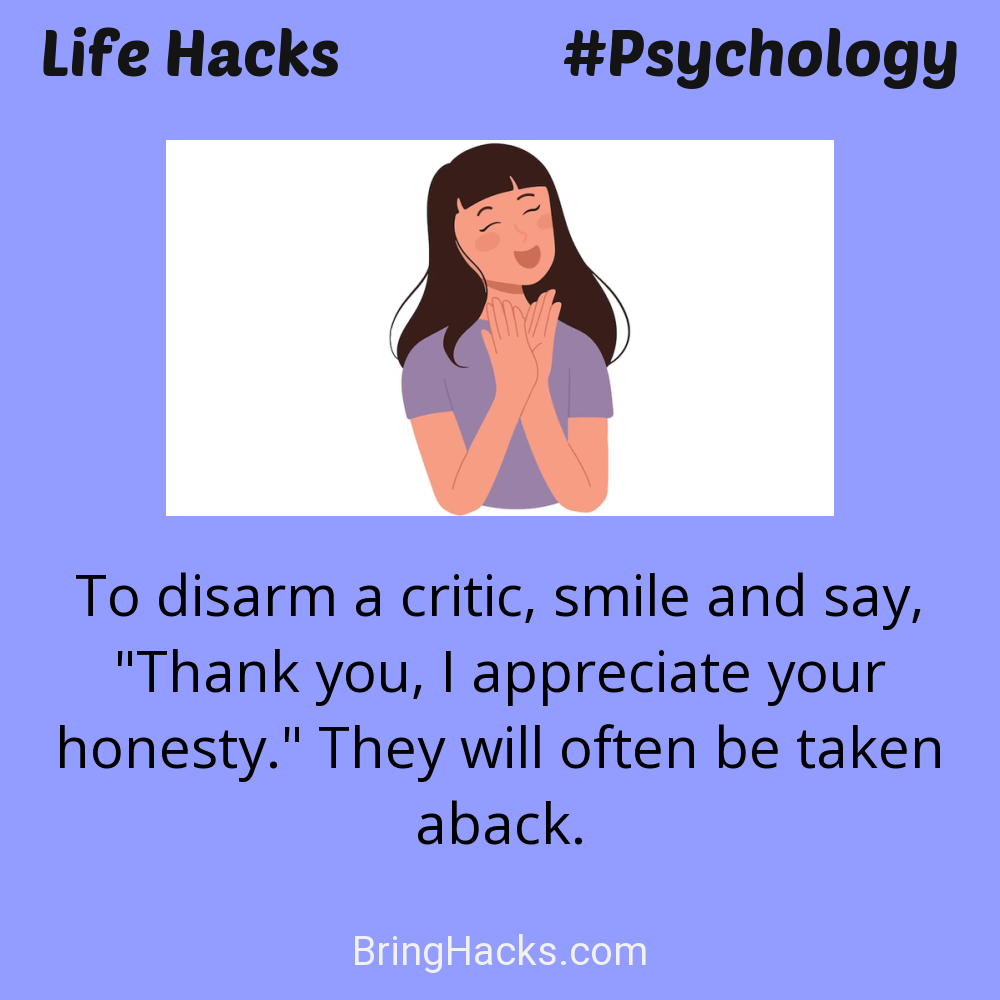 Life Hacks
#Psychology
To disarm a critic, smile and say,
"Thank you, I appreciate your
honesty." They will often be taken
aback.
BringHacks.com